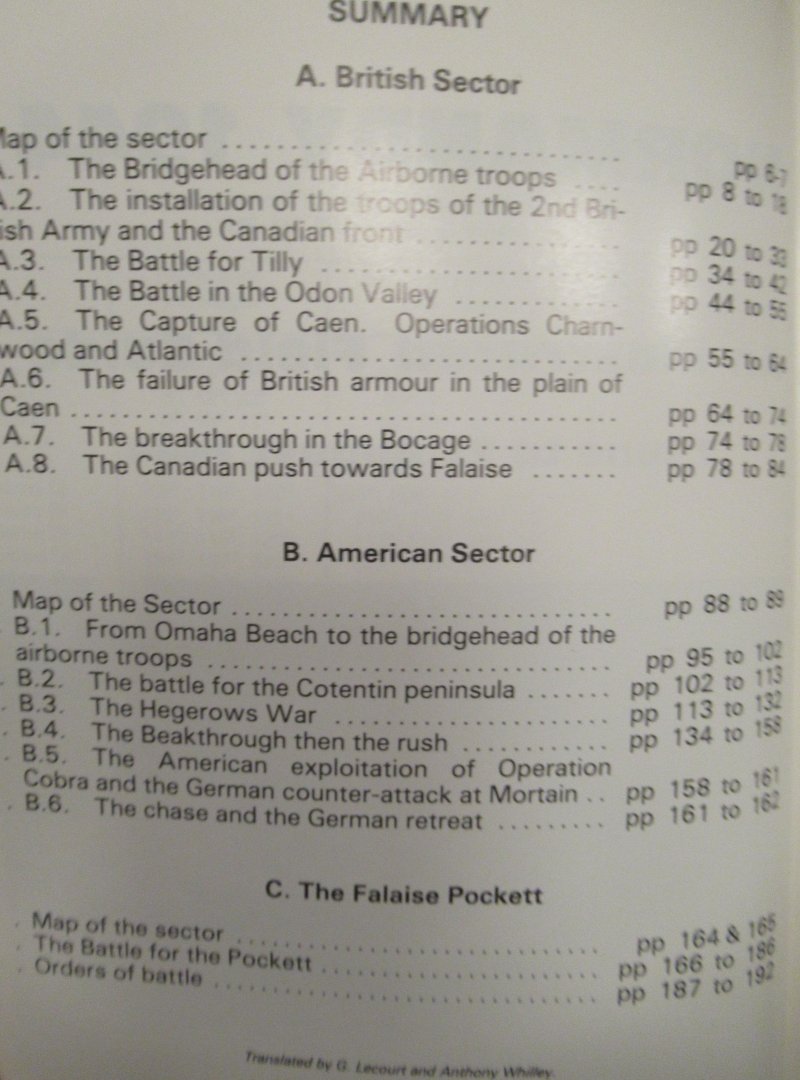 SUMMARY
A. British Sector
Map of the sector .............................. pp 6-7
A.1. The Bridgehead of the Airborne troops .... pp 8 to 18
A.2. The installation of the troops of the 2nd Bri-
ish Army and the Canadian front ............... pp 20 to 33
A.3. The Battle for Tilly ...................... pp 34 to 42
A.4. The Battle in the Odon Valley ............ pp 44 to 55
A.5. The Capture of Caen. Operations Charn-
wood and Atlantic ............................ pp 55 to 64
A.6. The failure of British armour in the plain of
Caen ....................................... pp 64 to 74
A.7. The breakthrough in the Bocage ........... pp 74 to 78
A.8. The Canadian push towards Falaise ....... pp 78 to 84
B. American Sector
Map of the Sector .............................. pp 88 to 89
. B.1. From Omaha Beach to the bridgehead of the
airborne troops ............................... pp 95 to 102
. B.2. The battle for the Cotentin peninsula ....... pp 102 to 113
. B.3. The Hegerows War ..................... pp 113 to 132
. B.4. The Beakthrough then the rush ............ pp 134 to 158
. B.5. The American exploitation of Operation
Cobra and the German counter-attack at Mortain .. pp 158 to 161
. B.6. The chase and the German retreat ......... pp 161 to 162
C. The Falaise Pockett
. Map of the sector ............................. pp 164 & 165
. The Battle for the Pockett ...................... pp 166 to 186
. Orders of battle ............................... pp 187 to 192
Translated by G. Lecourt and Anthony Whilley.